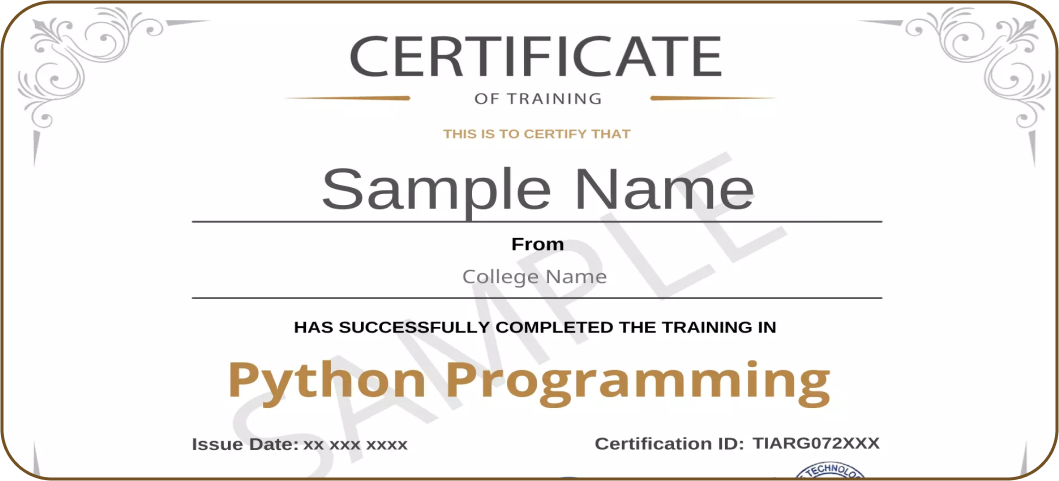 CERTIFICATE
OF TRAINING
THIS IS TO CERTIFY THAT
Sample Name
From
College Name
HAS SUCCESSFULLY COMPLETED THE TRAINING IN
Python Programming
Issue Date: xx xxx xxxx
Certification ID: TIARG072XXX
SAMPLE